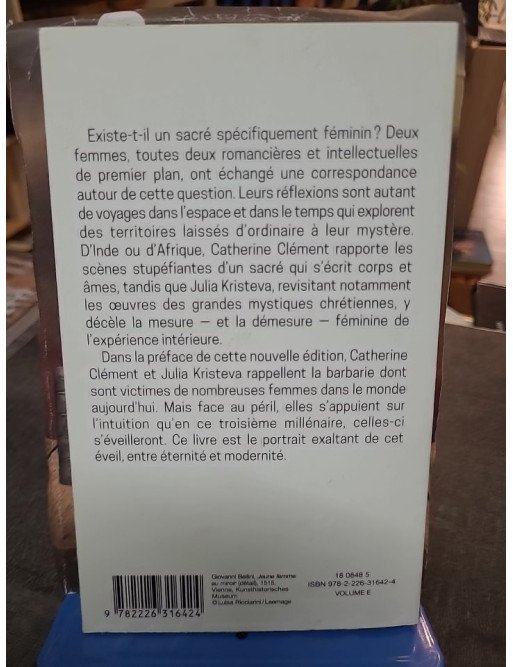 Existe-t-il un sacré spécifiquement féminin ? Deux
femmes, toutes deux romancières et intellectuelles
de premier plan, ont échangé une correspondance
autour de cette question. Leurs réflexions sont autant
de voyages dans l'espace et dans le temps qui explorent
des territoires laissés d'ordinaire à leur mystère.
D'Inde ou d'Afrique, Catherine Clément rapporte les
scènes stupéfiantes d'un sacré qui s'écrit corps et
âmes, tandis que Julia Kristeva, revisitant notamment
les œuvres des grandes mystiques chrétiennes, y
décèle la mesure – et la démesure – féminine de
l'expérience intérieure.
Dans la préface de cette nouvelle édition, Catherine
Clément et Julia Kristeva rappellent la barbarie dont
sont victimes de nombreuses femmes dans le monde
aujourd'hui. Mais face au péril, elles s'appuient sur
l'intuition qu'en ce troisième millénaire, celles-ci
s'éveilleront. Ce livre est le portrait exaltant de cet
éveil, entre éternité et modernité.
Giovanni Bellini, Jeune femme
au miroir (détail), 1515.
Vienne, Kunsthistorisches
Museum
© Luisa Ricciarini / Leemage
18 0848 5
ISBN 978-2-226-31642-4
VOLUME E
9 782226 316424